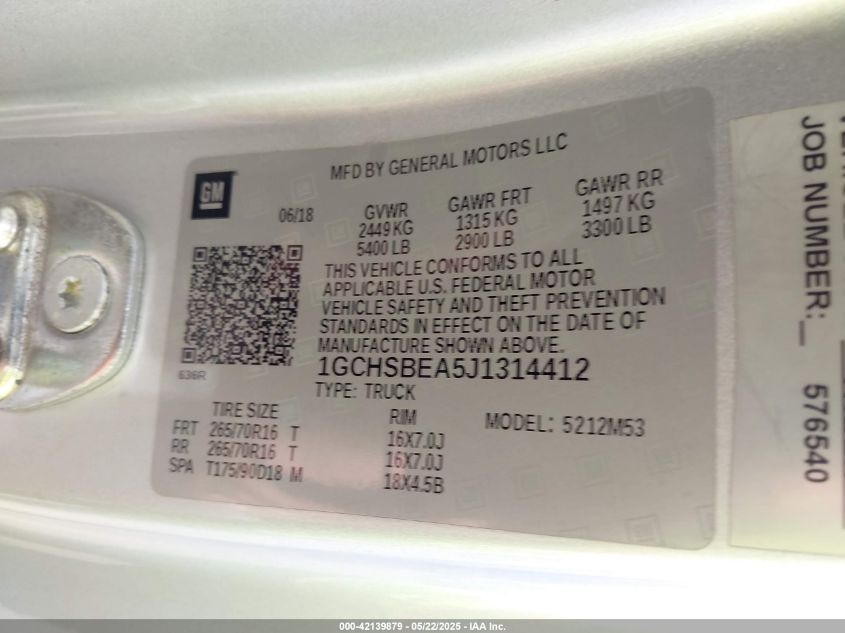 GM
MFD BY GENERAL MOTORS LLC
06/18
GVWR GAWR FRT GAWR RR
2449 KG 1315 KG 1497 KG
5400 LB 2900 LB 3300 LB
THIS VEHICLE CONFORMS TO ALL
APPLICABLE U.S. FEDERAL MOTOR
VEHICLE SAFETY AND THEFT PREVENTION
STANDARDS IN EFFECT ON THE DATE OF
MANUFACTURE SHOWN ABOVE.
636R
1GCHSBEA5J1314412
TYPE: TRUCK
TIRE SIZE RIM MODEL: 5212M53
FRT 265/70R16 T 16X7.0J
RR 265/70R16 T 16X7.0J
SPA T175/90D18 M 18X4.5B
JOB NUMBER:_ 576540
000-42139879 - 05/22/2025 - IAA Inc.